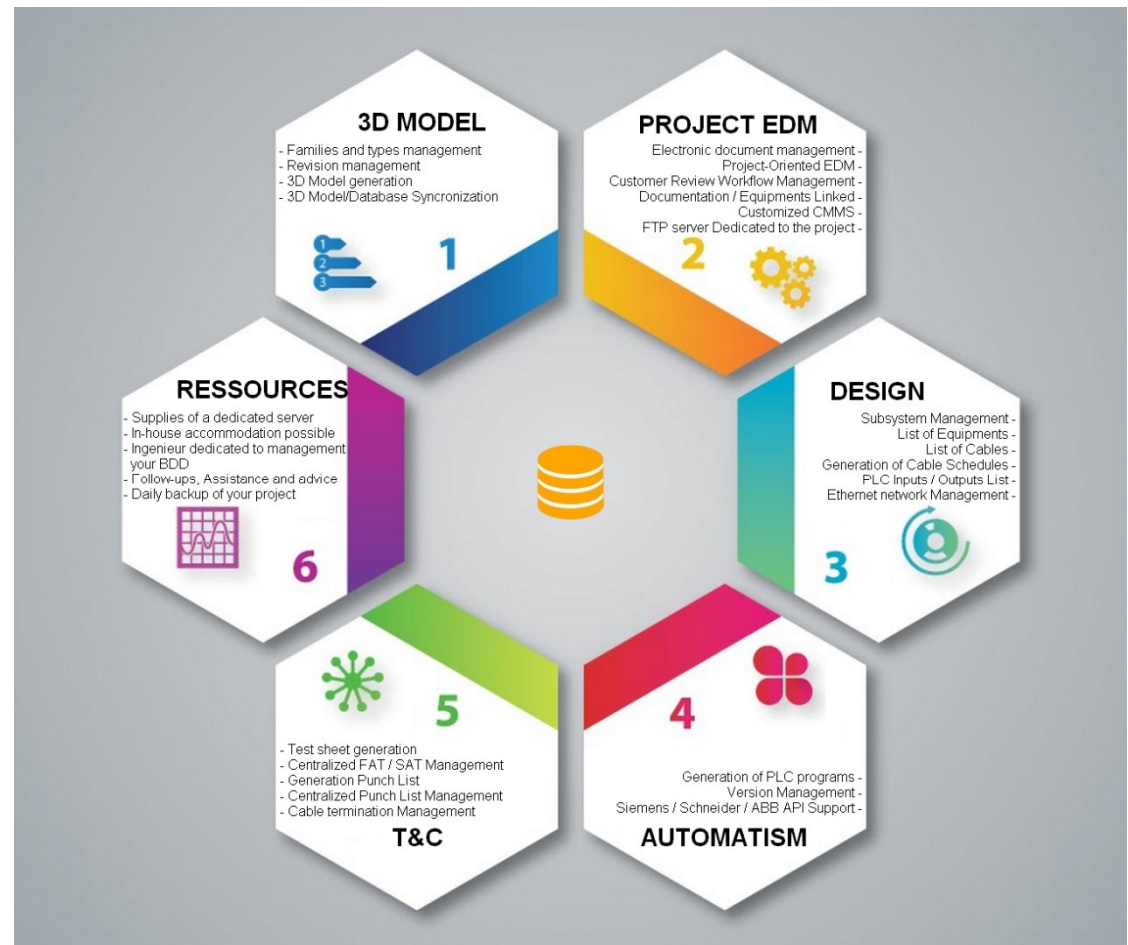 3D MODEL
- Families and types management
- Revision management
- 3D Model generation
- 3D Model/Database Syncronization
1
2
3
1
PROJECT EDM
Electronic document management -
Project-Oriented EDM -
Customer Review Workflow Management -
Documentation / Equipments Linked -
Customized CMMS -
FTP server Dedicated to the project -
2
DESIGN
Subsystem Management -
List of Equipments -
List of Cables -
Generation of Cable Schedules -
PLC Inputs / Outputs List -
Ethernet network Management -
3
4
Generation of PLC programs -
Version Management -
Siemens / Schneider / ABB API Support -
AUTOMATISM
5
- Test sheet generation
- Centralized FAT / SAT Management
- Generation Punch List
- Centralized Punch List Management
- Cable termination Management
T&C
RESSOURCES
- Supplies of a dedicated server
- In-house accommodation possible
- Ingenieur dedicated to management
your BDD
- Follow-ups, Assistance and advice
- Daily backup of your project
6